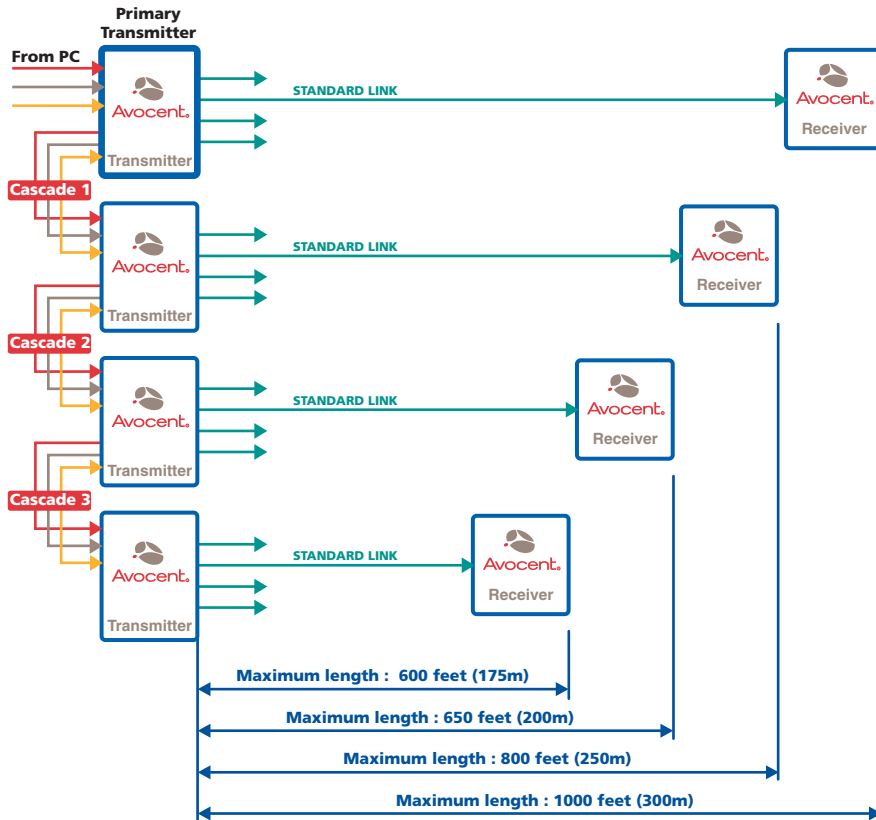 Primary
Transmitter
From PC
Avocent®
Transmitter
STANDARD LINK
Avocent®
Receiver
Cascade 1
Avocent®
Transmitter
STANDARD LINK
Avocent®
Receiver
Cascade 2
Avocent®
Transmitter
STANDARD LINK
Avocent®
Receiver
Cascade 3
Avocent®
Transmitter
STANDARD LINK
Avocent®
Receiver
Maximum length : 600 feet (175m)
Maximum length : 650 feet (200m)
Maximum length : 800 feet (250m)
Maximum length : 1000 feet (300m)